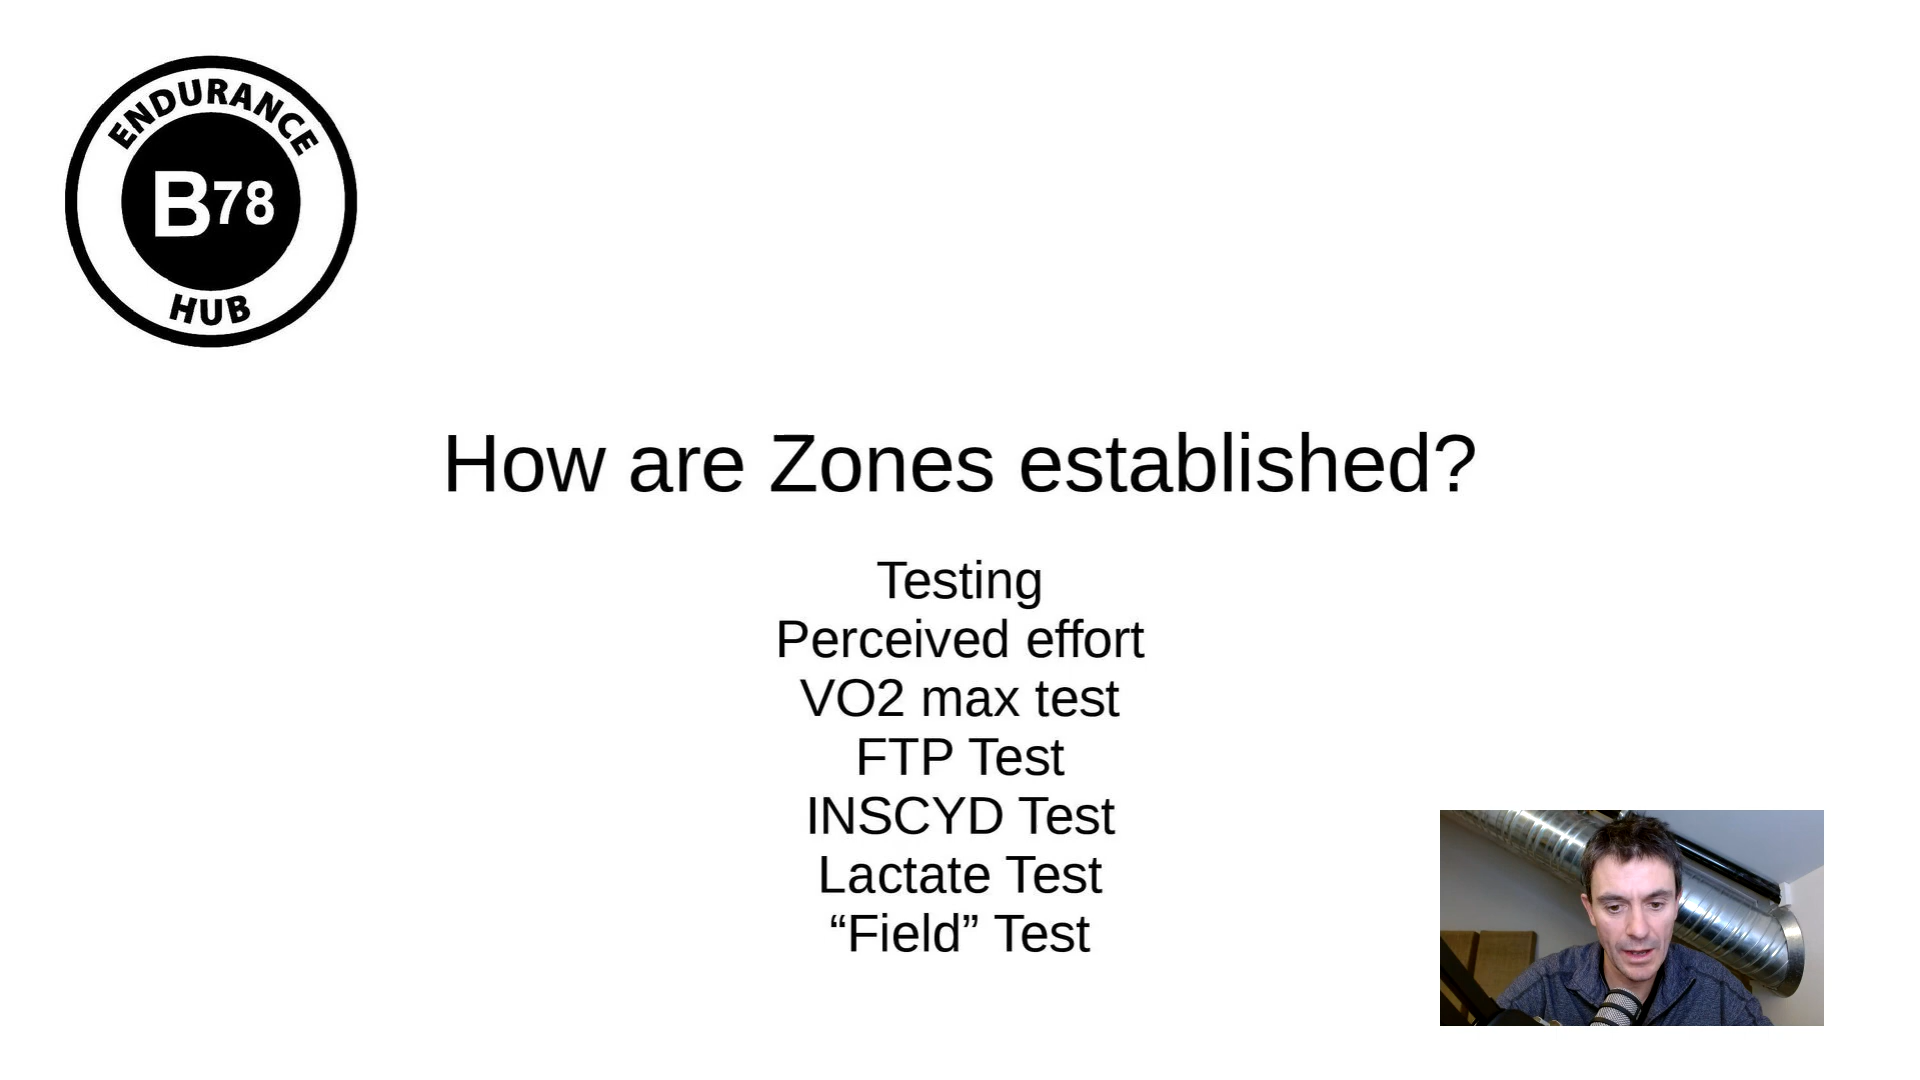 ENDURANCE
B78
HUB
How are Zones established?
Testing
Perceived effort
VO2 max test
FTP Test
INSCYD Test
Lactate Test
“Field” Test